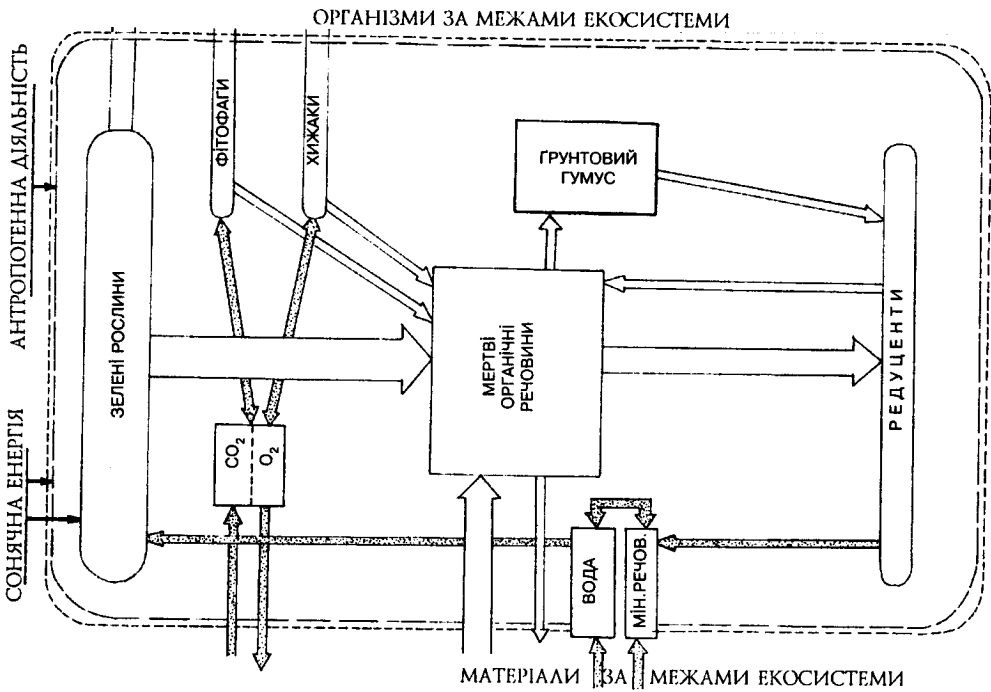 ОРГАНІЗМИ ЗА МЕЖАМИ ЕКОСИСТЕМИ
АНТРОПОГЕННА ДІЯЛЬНІСТЬ
СОНЯЧНА ЕНЕРГІЯ
ЗЕЛЕНІ РОСЛИНИ
ФІТОФАГИ
ХИЖАКИ
ҐРУНТОВИЙ
ГУМУС
МЕРТВІ
ОРГАНІЧНІ
РЕЧОВИНИ
РЕДУЦЕНТИ
CO2
O2
ВОДА
МІН.РЕЧОВ.
МАТЕРІАЛИ ЗА МЕЖАМИ ЕКОСИСТЕМИ